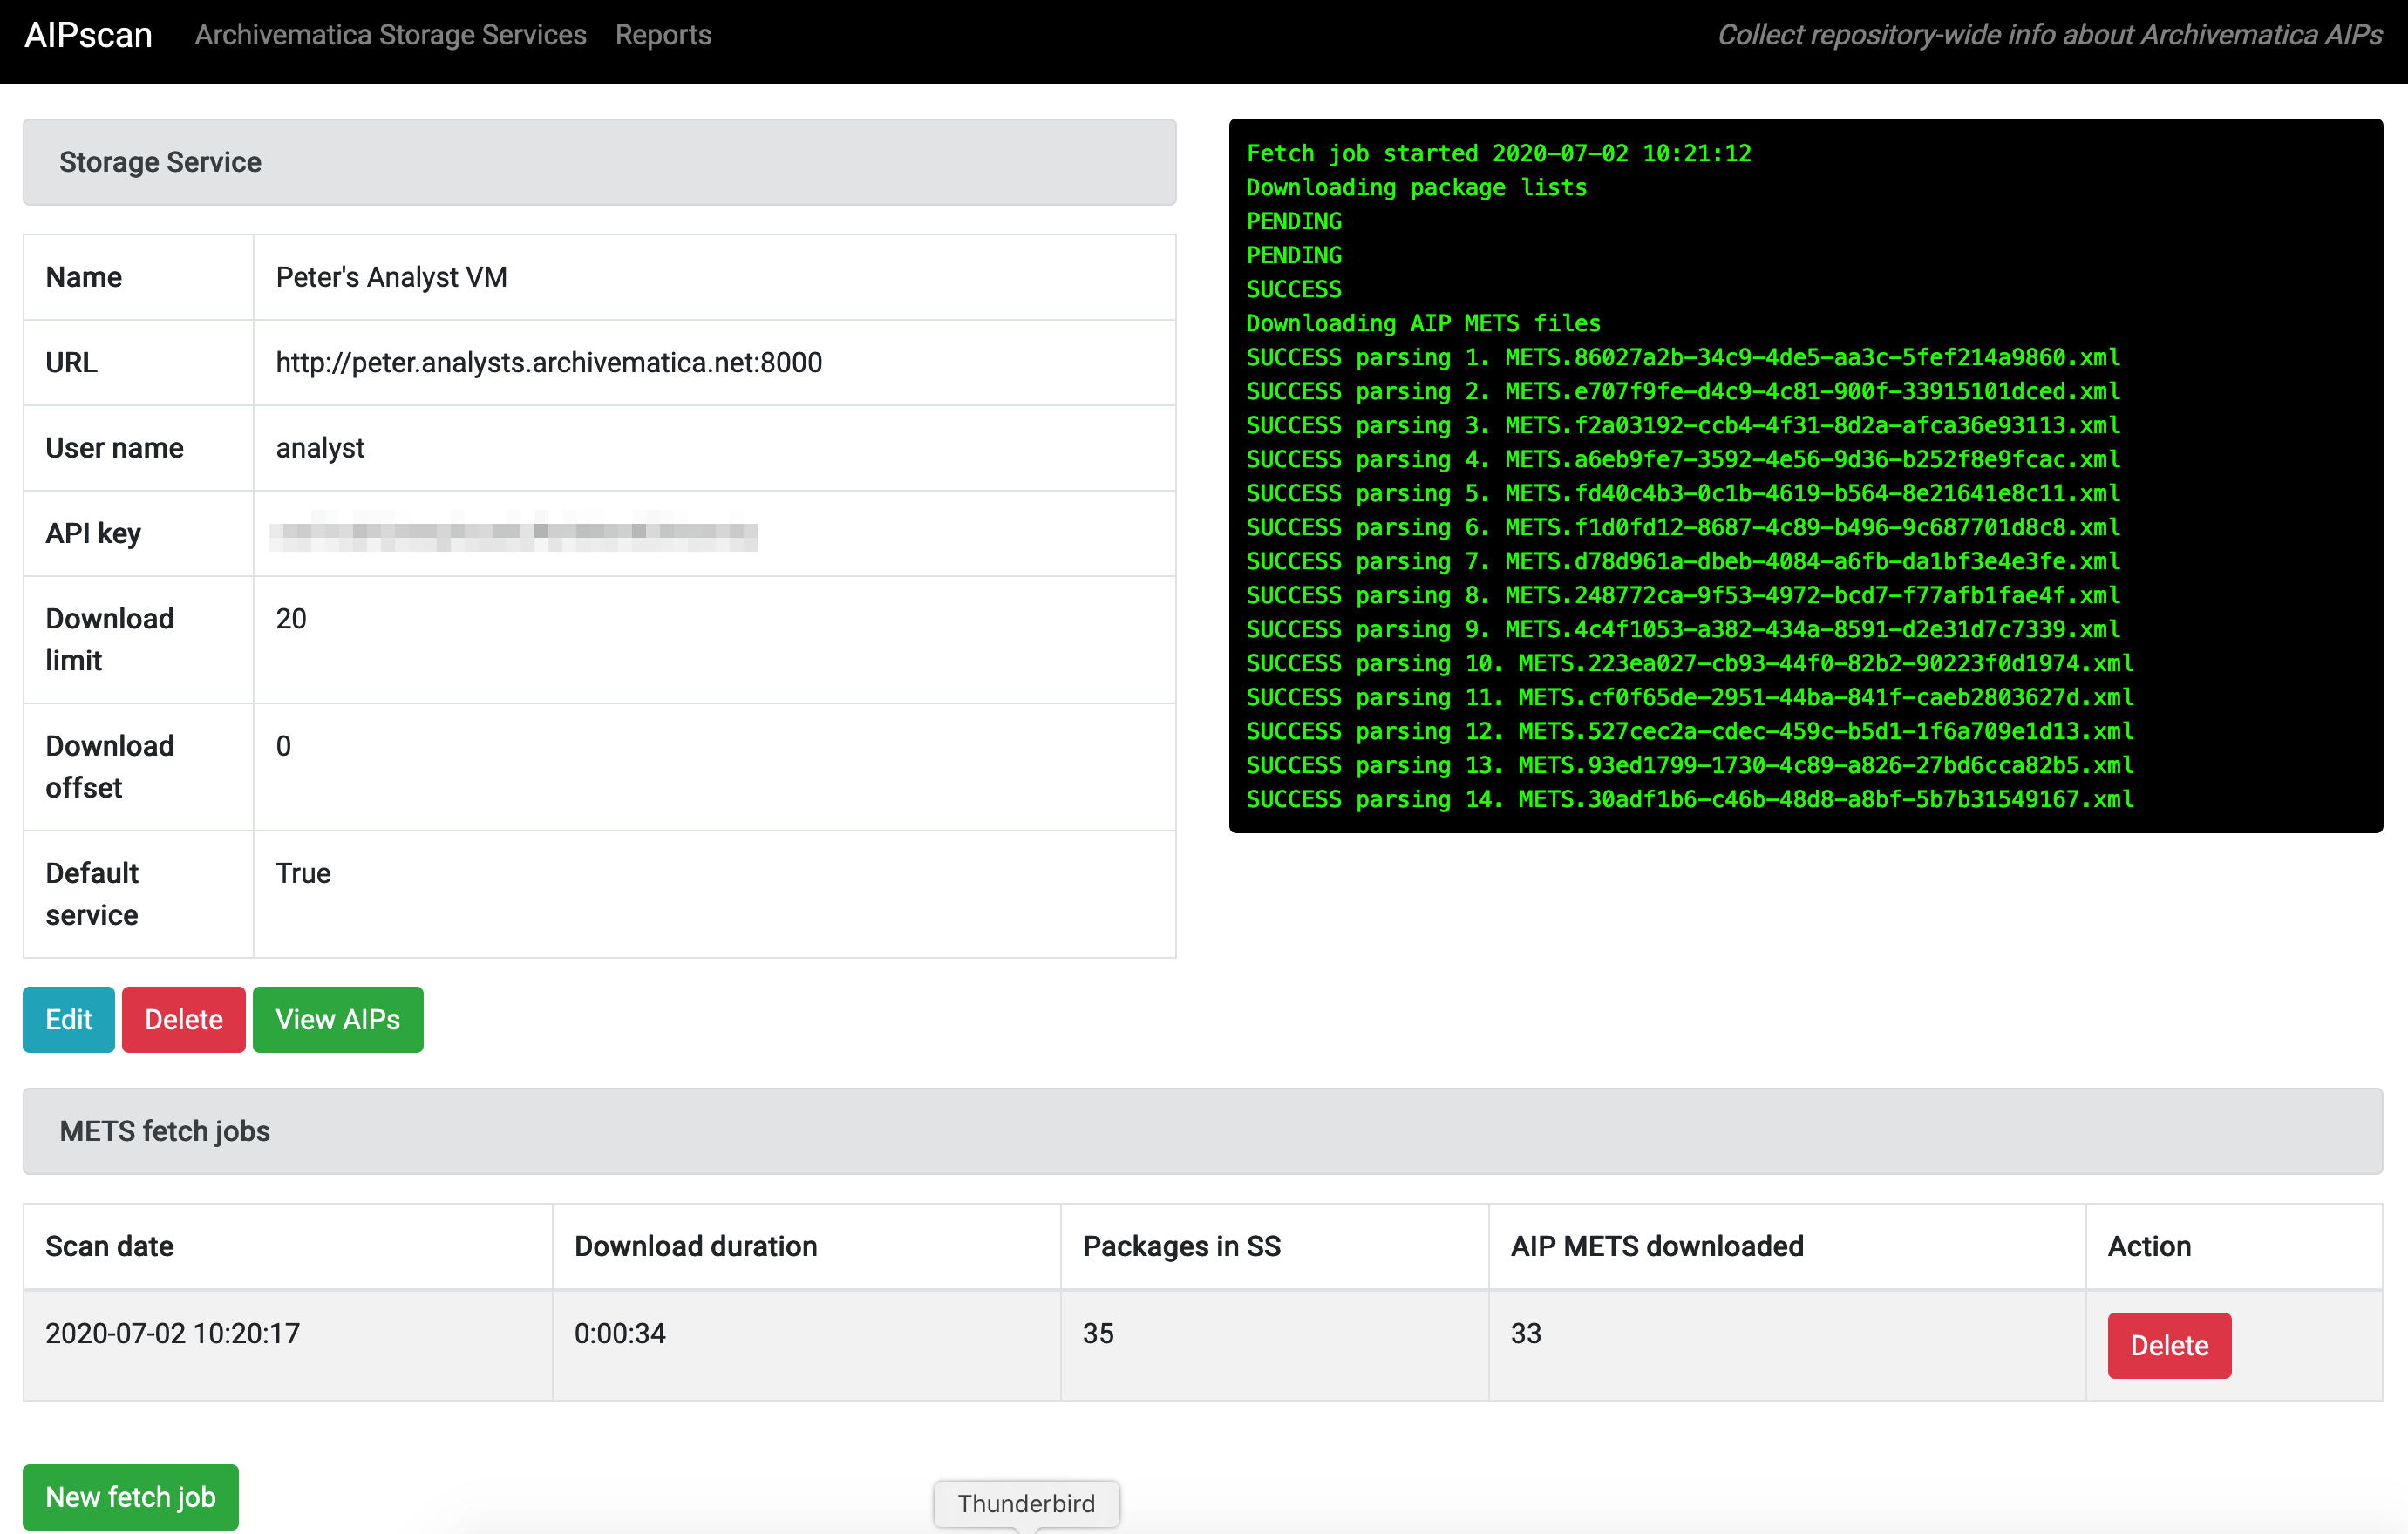 AIPscan Archivematica Storage Services Reports Collect repository-wide info about Archivematica AIPs
Storage Service
Name Peter's Analyst VM
URL http://peter.analysts.archivematica.net:8000
User name analyst
API key
Download limit 20
Download offset 0
Default service True
Edit Delete View AIPs
Fetch job started 2020-07-02 10:21:12
Downloading package lists
PENDING
PENDING
SUCCESS
Downloading AIP METS files
SUCCESS parsing 1. METS.86027a2b-34c9-4de5-aa3c-5fef214a9860.xml
SUCCESS parsing 2. METS.e707f9fe-d4c9-4c81-900f-33915101dced.xml
SUCCESS parsing 3. METS.f2a03192-ccb4-4f31-8d2a-afca36e93113.xml
SUCCESS parsing 4. METS.a6eb9fe7-3592-4e56-9d36-b252f8e9fcac.xml
SUCCESS parsing 5. METS.fd40c4b3-0c1b-4619-b564-8e21641e8c11.xml
SUCCESS parsing 6. METS.f1d0fd12-8687-4c89-b496-9c687701d8c8.xml
SUCCESS parsing 7. METS.d78d961a-dbeb-4084-a6fb-da1bf3e4e3fe.xml
SUCCESS parsing 8. METS.248772ca-9f53-4972-bcd7-f77afb1fae4f.xml
SUCCESS parsing 9. METS.4c4f1053-a382-434a-8591-d2e31d7c7339.xml
SUCCESS parsing 10. METS.223ea027-cb93-44f0-82b2-90223f0d1974.xml
SUCCESS parsing 11. METS.cf0f65de-2951-44ba-841f-caeb2803627d.xml
SUCCESS parsing 12. METS.527cec2a-cdec-459c-b5d1-1f6a709e1d13.xml
SUCCESS parsing 13. METS.93ed1799-1730-4c89-a826-27bd6cca82b5.xml
SUCCESS parsing 14. METS.30adf1b6-c46b-48d8-a8bf-5b7b31549167.xml
METS fetch jobs
Scan date Download duration Packages in SS AIP METS downloaded Action
2020-07-02 10:20:17 0:00:34 35 33 Delete
New fetch job
Thunderbird